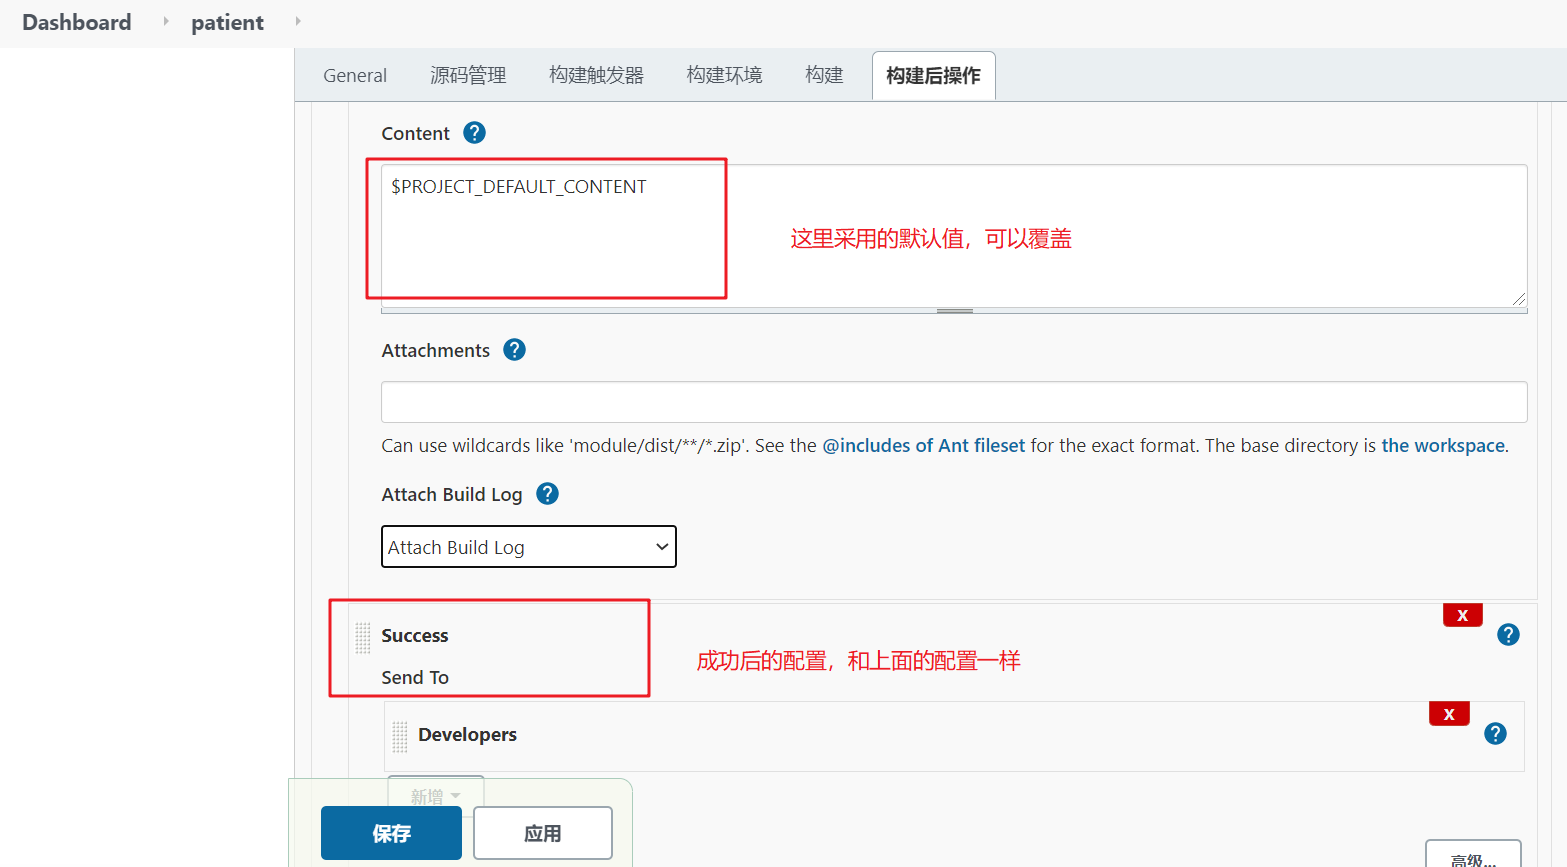 Dashboard patient
General 源码管理 构建触发器 构建环境 构建 构建后操作
Content ?
$PROJECT_DEFAULT_CONTENT
这里采用的默认值，可以覆盖
Attachments ?
Can use wildcards like 'module/dist/**/*.zip'. See the @includes of Ant fileset for the exact format. The base directory is the workspace.
Attach Build Log ?
Attach Build Log
X
Success ?
成功后的配置，和上面的配置一样
Send To
X
Developers ?
新增
保存 应用
高级...